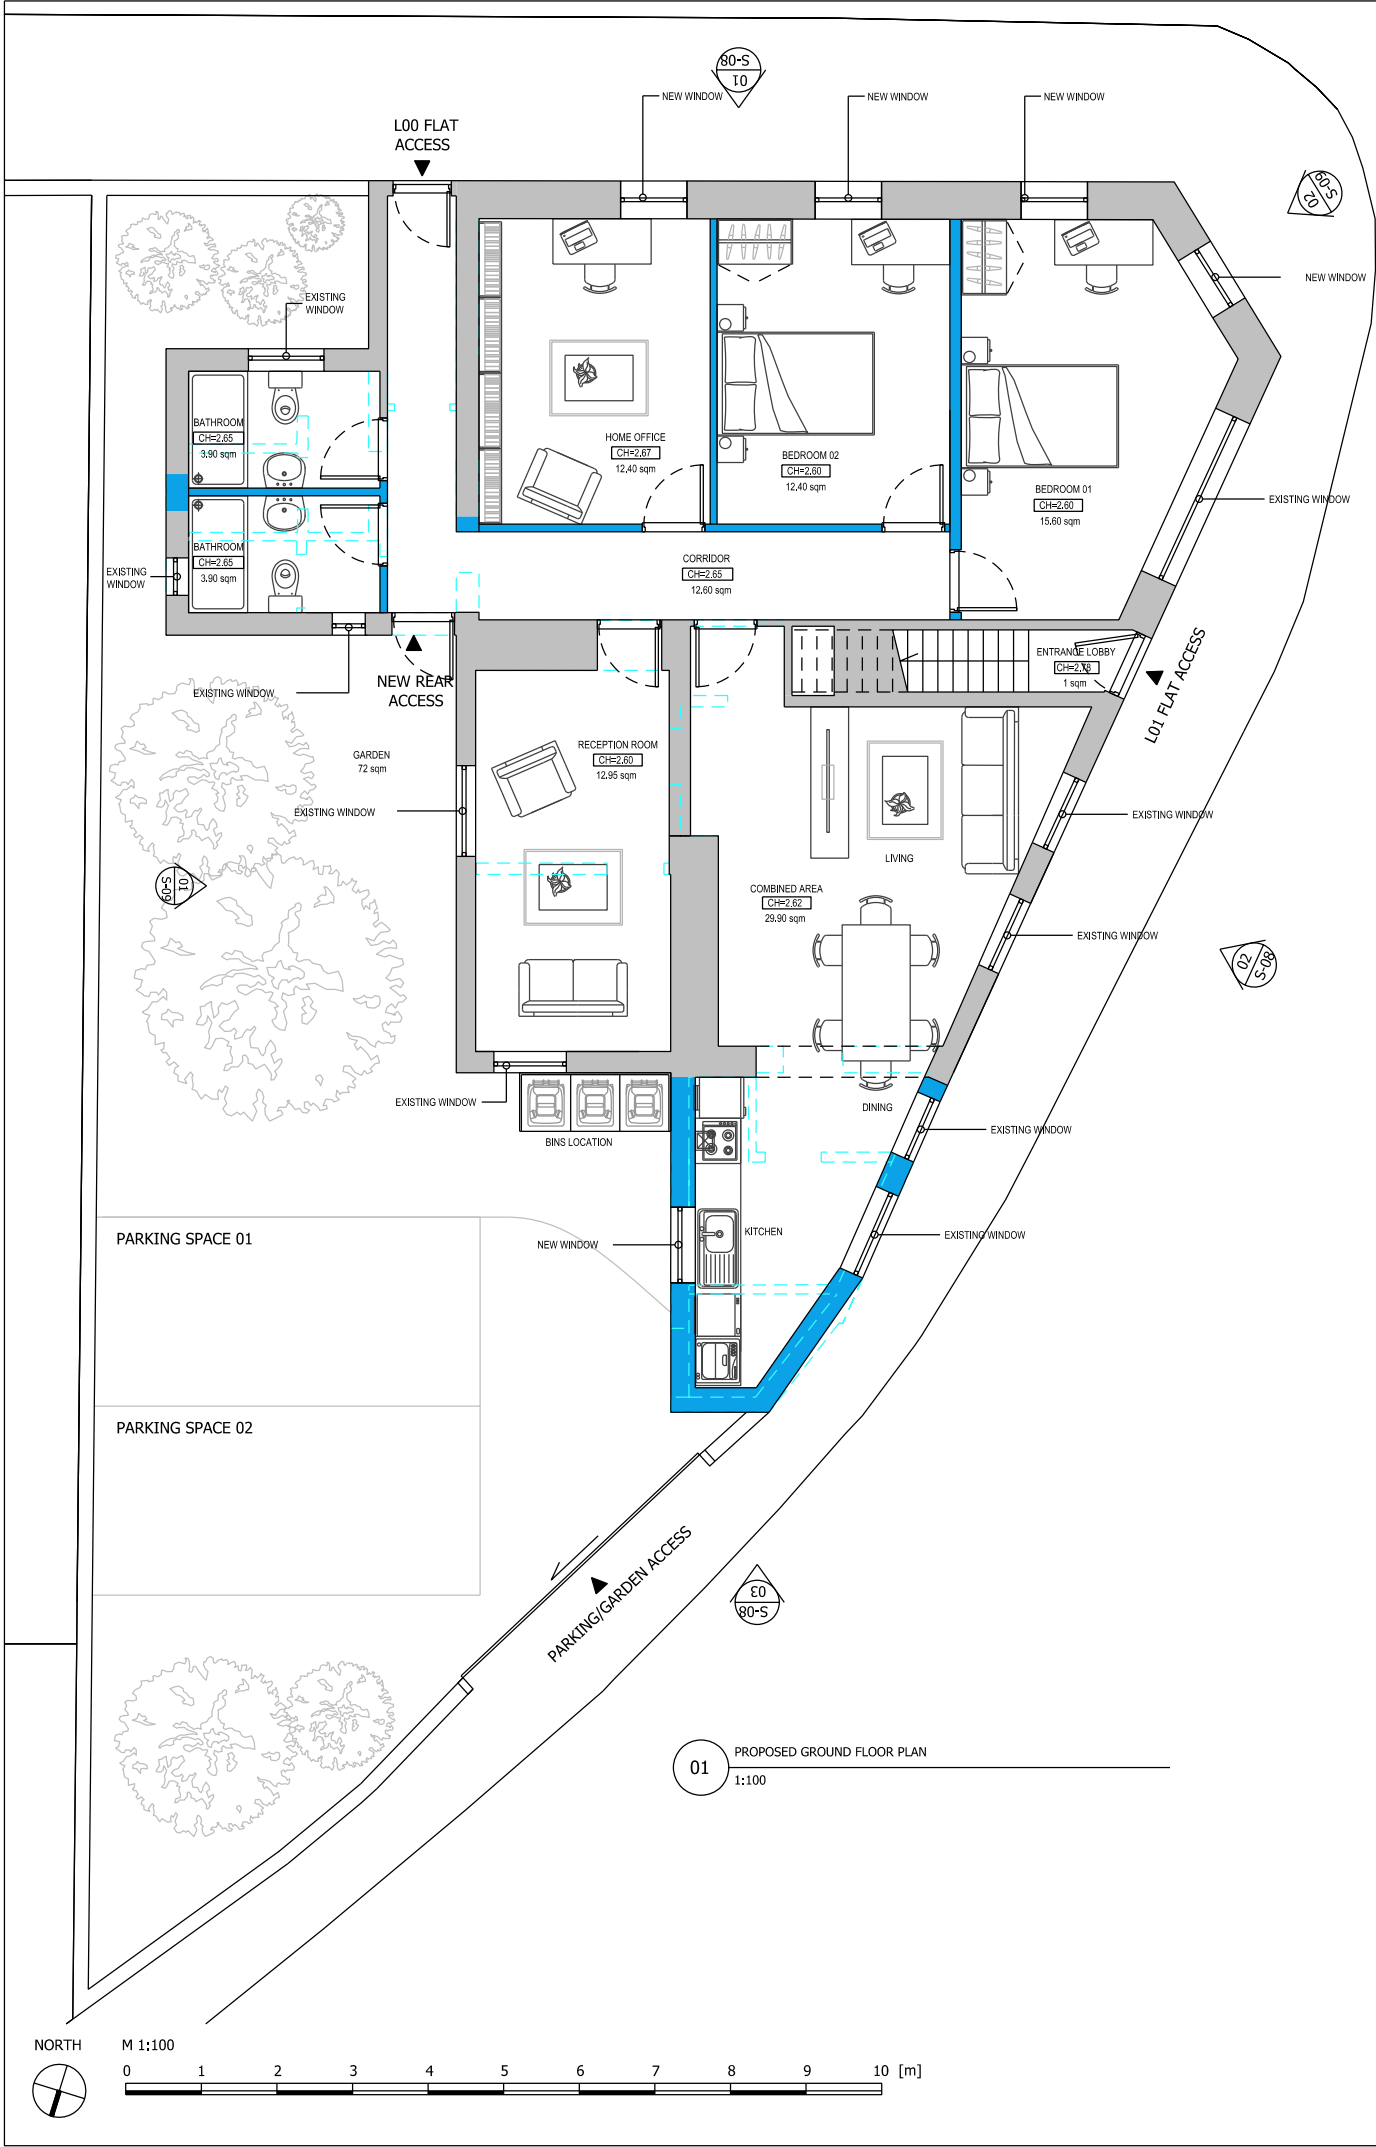 S-08
01
NEW WINDOW
NEW WINDOW
NEW WINDOW
L00 FLAT
ACCESS
S-09
02
NEW WINDOW
EXISTING
WINDOW
BATHROOM
CH=2.65
3.90 sqm
HOME OFFICE
CH=2.67
12.40 sqm
BEDROOM 02
CH=2.60
12.40 sqm
BEDROOM 01
CH=2.60
15.60 sqm
EXISTING WINDOW
BATHROOM
CH=2.65
3.90 sqm
EXISTING
WINDOW
CORRIDOR
CH=2.65
12.60 sqm
ENTRANCE LOBBY
CH=2.78
1 sqm
L01 FLAT ACCESS
EXISTING WINDOW
NEW REAR
ACCESS
GARDEN
72 sqm
RECEPTION ROOM
CH=2.60
12.95 sqm
EXISTING WINDOW
EXISTING WINDOW
LIVING
01
S-09
COMBINED AREA
CH=2.62
29.90 sqm
EXISTING WINDOW
02
S-08
EXISTING WINDOW
DINING
EXISTING WINDOW
BINS LOCATION
KITCHEN
EXISTING WINDOW
NEW WINDOW
PARKING SPACE 01
PARKING SPACE 02
PARKING/GARDEN ACCESS
03
S-08
01
PROPOSED GROUND FLOOR PLAN
1:100
NORTH
M 1:100
0 1 2 3 4 5 6 7 8 9 10 [m]